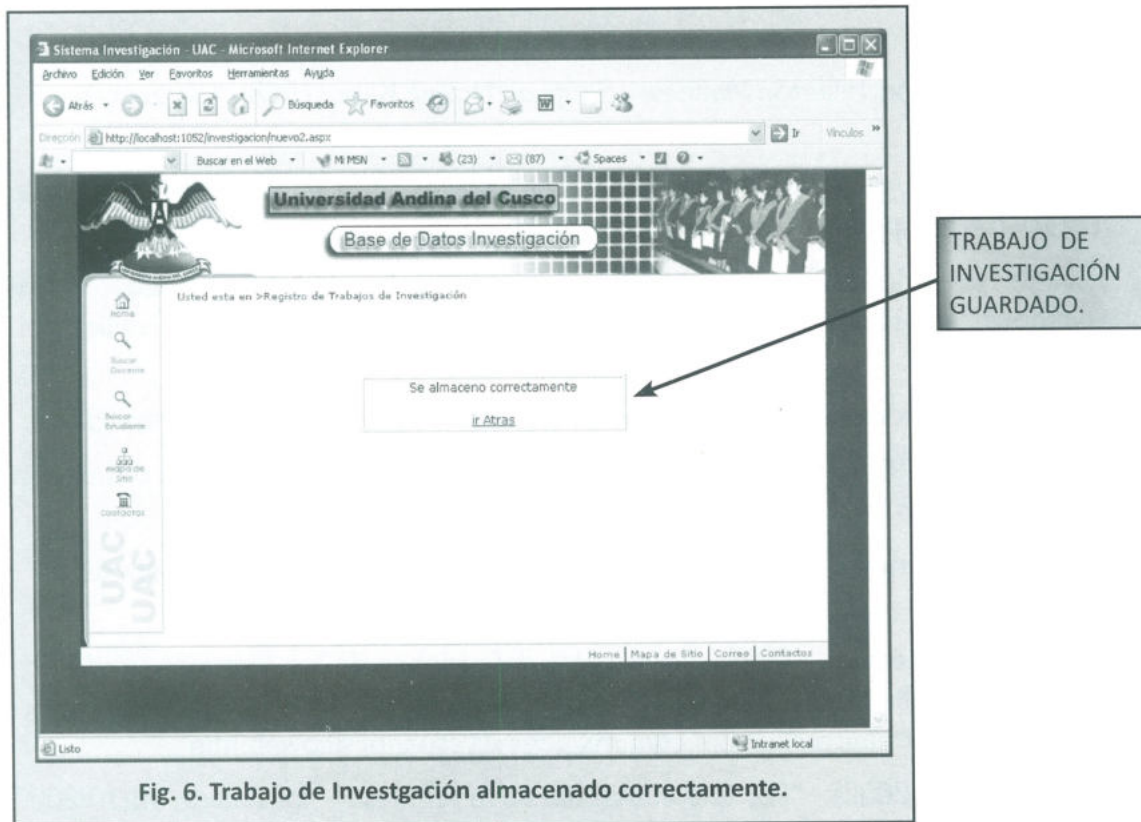 Sistema Investigación - UAC - Microsoft Internet Explorer
Archivo Edición Ver Favoritos Herramientas Ayuda
Atrás Búsqueda Favoritos
Dirección http://localhost:1052/investigacion/nuevo2.aspx Ir Vínculos
Buscar en el Web Mi MSN (23) (87) Spaces
Universidad Andina del Cusco
Base de Datos Investigación
Usted esta en >Registro de Trabajos de Investigación
Home
Buscar
Docente
Buscar
Estudiante
Mapa de
Sitio
Contactos
UAC
UAC
Se almaceno correctamente
ir Atras
TRABAJO DE
INVESTIGACIÓN
GUARDADO.
Home | Mapa de Sitio | Correo | Contactos
Listo Intranet local
Fig. 6. Trabajo de Investgación almacenado correctamente.